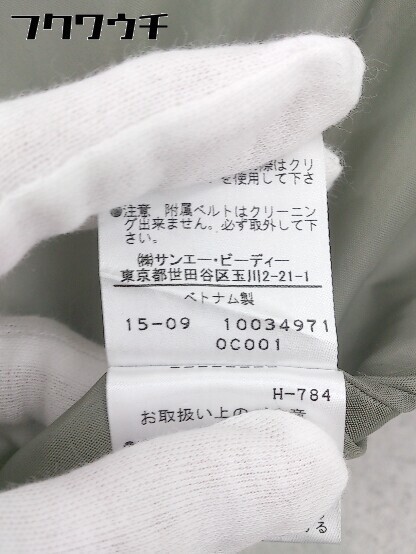 フクワウチ
際はクリ
を使用して下さ
●注意 附属ベルトはクリーニン
グ出来ません。必ず取外して下
さい。
㈱サンエー・ビーディー
東京都世田谷区玉川2-21-1
ベトナム製
15-09 10034971
0C001
H-784
お取扱い上の
意
る